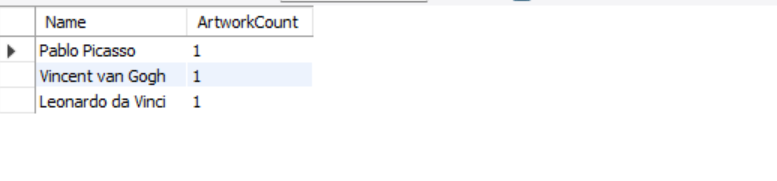 Name ArtworkCount
Pablo Picasso 1
Vincent van Gogh 1
Leonardo da Vinci 1